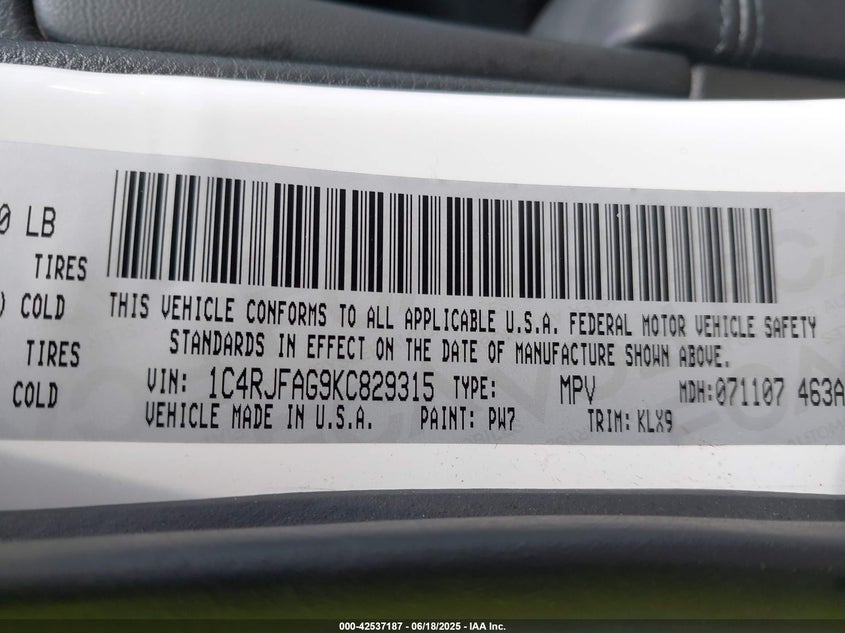 0 LB
TIRES
) COLD
THIS VEHICLE CONFORMS TO ALL APPLICABLE U.S.A. FEDERAL MOTOR VEHICLE SAFETY
STANDARDS IN EFFECT ON THE DATE OF MANUFACTURE SHOWN ABOVE.
TIRES
COLD
VIN: 1C4RJFAG9KC829315 TYPE: MPV MDH:071107 463A
VEHICLE MADE IN U.S.A. PAINT: PW7 TRIM: KLX9
000-42537187 - 06/18/2025 - IAA Inc.